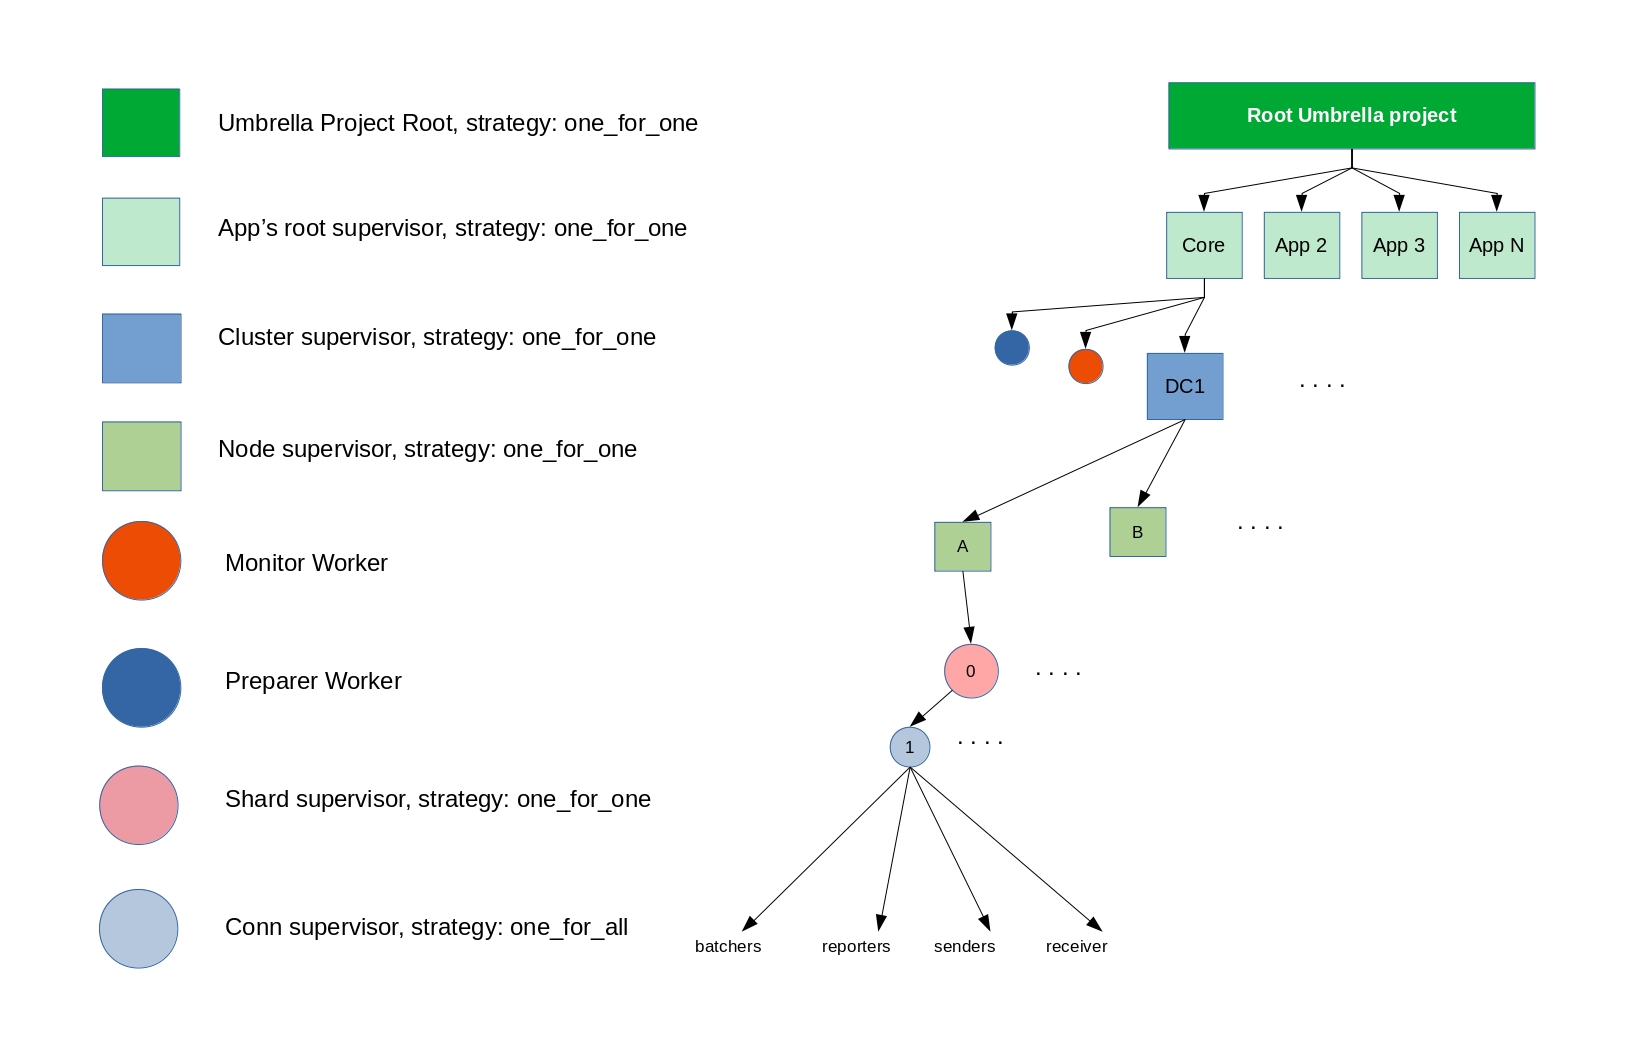 Umbrella Project Root, strategy: one_for_one
App’s root supervisor, strategy: one_for_one
Cluster supervisor, strategy: one_for_one
Node supervisor, strategy: one_for_one
Monitor Worker
Preparer Worker
Shard supervisor, strategy: one_for_one
Conn supervisor, strategy: one_for_all
Root Umbrella project
Core
App 2
App 3
App N
DC1
. . . .
A
B
. . . .
0
. . . .
1
. . . .
batchers
reporters
senders
receiver